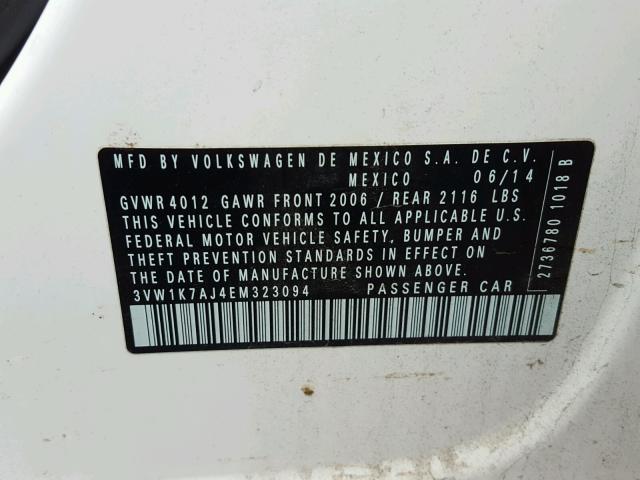 MFD BY VOLKSWAGEN DE MEXICO S.A. DE C.V.
MEXICO 06/14
GVWR 4012 GAWR FRONT 2006 / REAR 2116 LBS
THIS VEHICLE CONFORMS TO ALL APPLICABLE U.S.
FEDERAL MOTOR VEHICLE SAFETY, BUMPER AND
THEFT PREVENTION STANDARDS IN EFFECT ON
THE DATE OF MANUFACTURE SHOWN ABOVE.
3VW1K7AJ4EM323094 PASSENGER CAR
2736780 1018 B